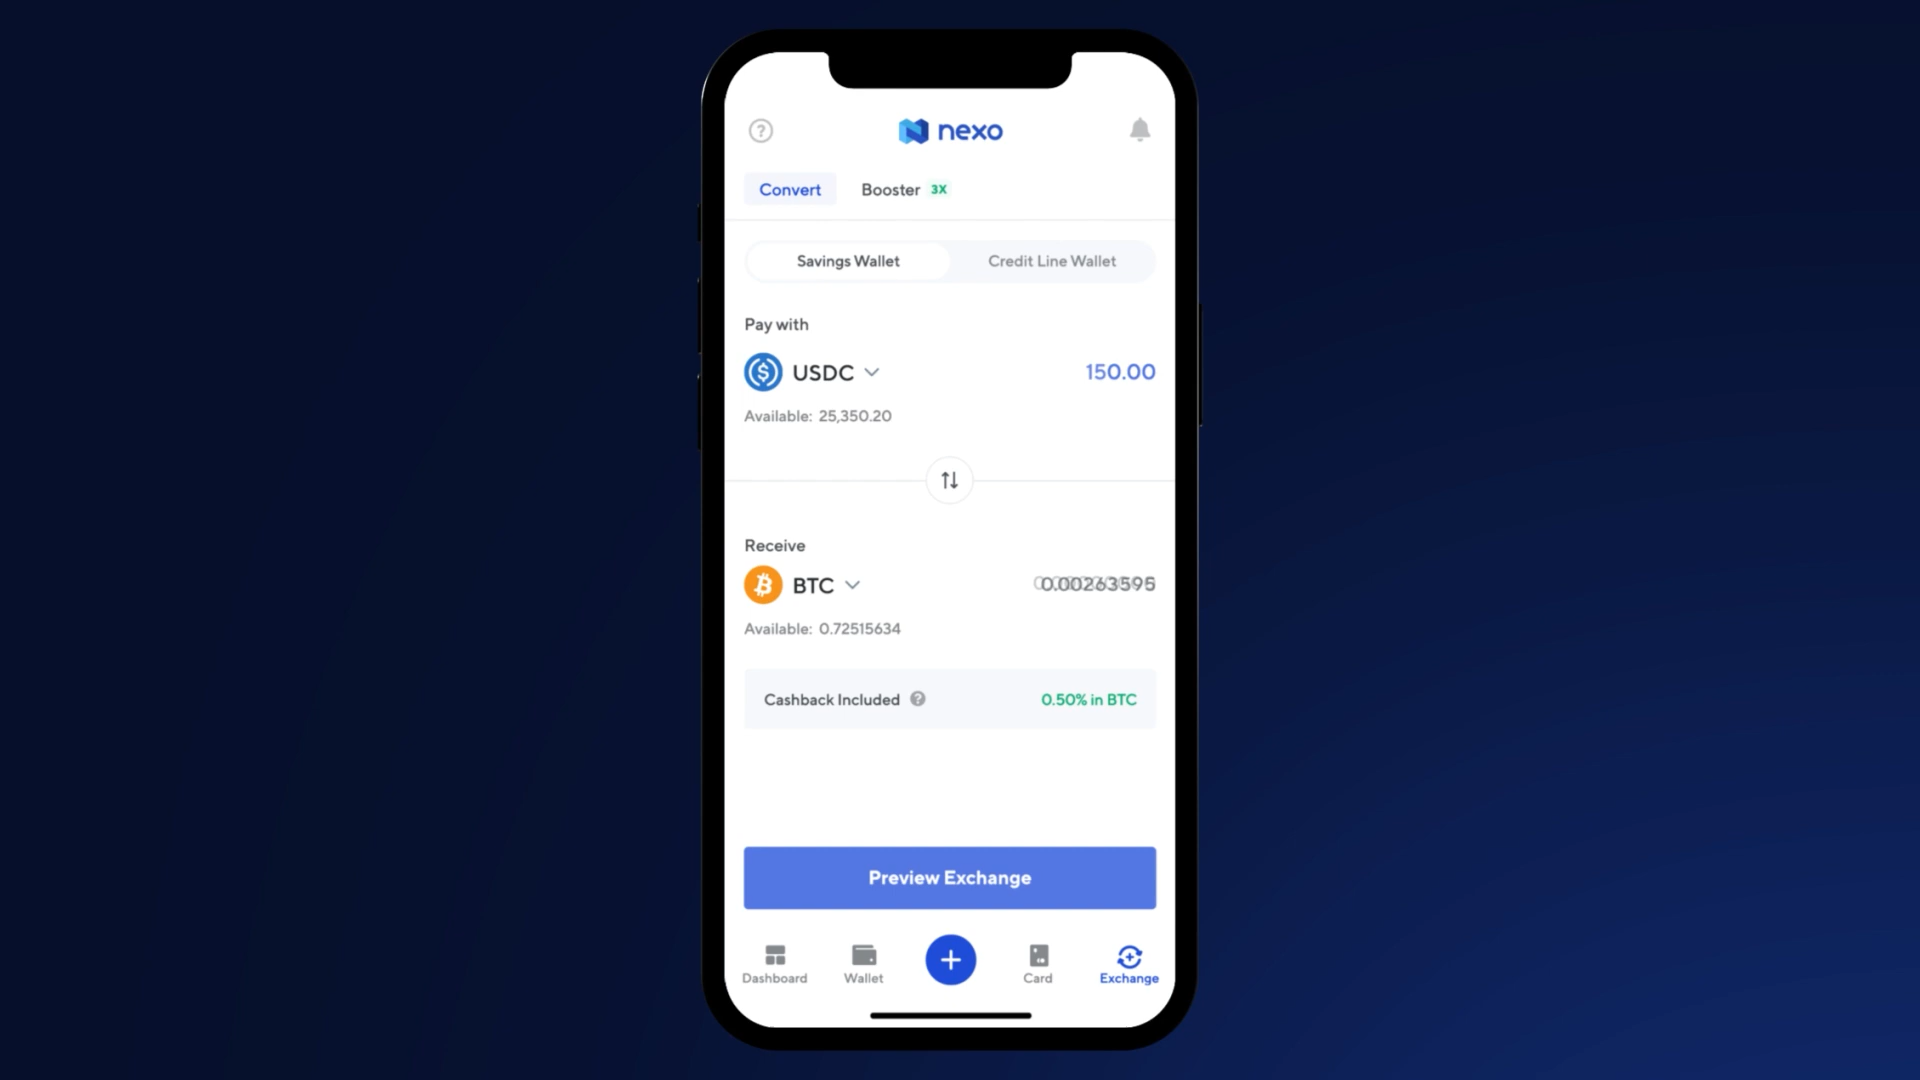 nexo
Convert Booster 3X
Savings Wallet Credit Line Wallet
Pay with
USDC 150.00
Available: 25,350.20
Receive
BTC 0.00263595
Available: 0.72515634
Cashback Included ? 0.50% in BTC
Preview Exchange
Dashboard Wallet Card Exchange